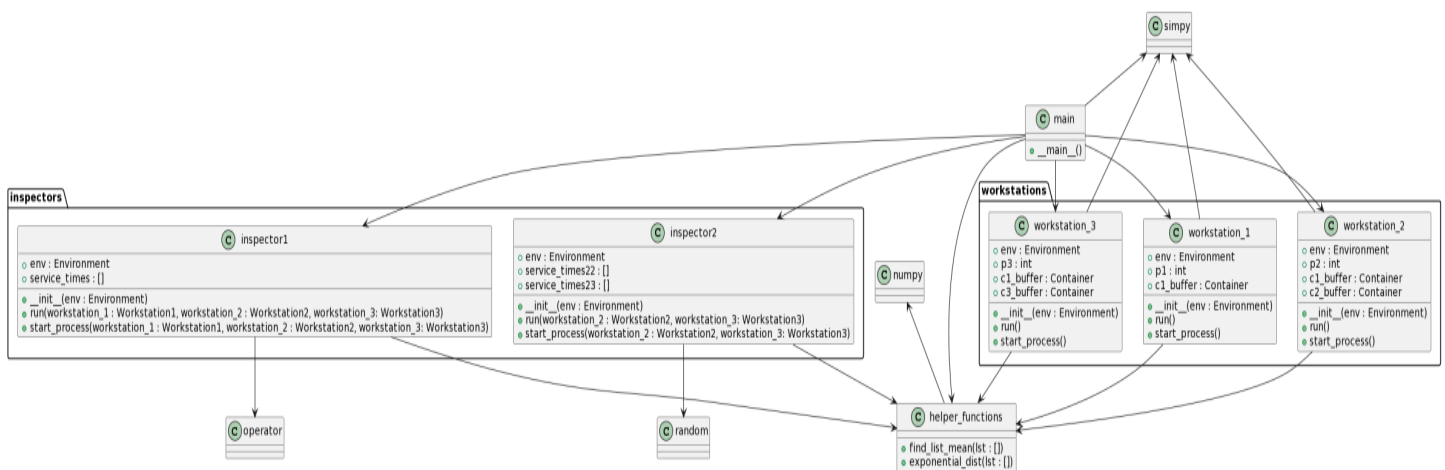 C simpy
C main
__main__()
inspectors
C inspector1
env : Environment
service_times : []
__init__(env : Environment)
run(workstation_1 : Workstation1, workstation_2 : Workstation2, workstation_3: Workstation3)
start_process(workstation_1 : Workstation1, workstation_2 : Workstation2, workstation_3: Workstation3)
C inspector2
env : Environment
service_times22 : []
service_times23 : []
__init__(env : Environment)
run(workstation_2 : Workstation2, workstation_3: Workstation3)
start_process(workstation_2 : Workstation2, workstation_3: Workstation3)
C numpy
workstations
C workstation_3
env : Environment
p3 : int
c1_buffer : Container
c3_buffer : Container
__init__(env : Environment)
run()
start_process()
C workstation_1
env : Environment
p1 : int
c1_buffer : Container
__init__(env : Environment)
run()
start_process()
C workstation_2
env : Environment
p2 : int
c1_buffer : Container
c2_buffer : Container
__init__(env : Environment)
run()
start_process()
C operator
C random
C helper_functions
find_list_mean(lst : [])
exponential_dist(lst : [])